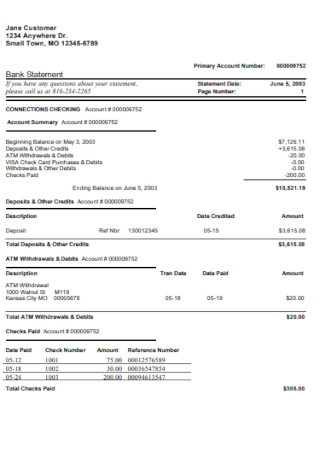 Jane Customer
1234 Anywhere Dr.
Small Town, MO 12345-6789
Primary Account Number: 000009752
Bank Statement
If you have any questions about your statement, please call us at 816-234-2265
Statement Date: June 5, 2003
Page Number: 1
CONNECTIONS CHECKING Account # 000009752
Account Summary Account # 000009752
Beginning Balance on May 3, 2003 $7,126.11
Deposits & Other Credits +3,615.08
ATM Withdrawals & Debits -20.00
VISA Check Card Purchases & Debits -0.00
Withdrawals & Other Debits -0.00
Checks Paid -200.00
Ending Balance on June 5, 2003 $10,521.19
Deposits & Other Credits Account # 000009752
Description Date Credited Amount
Deposit Ref Nbr: 130012345 05-15 $3,615.08
Total Deposits & Other Credits $3,615.08
ATM Withdrawals & Debits Account # 000009752
Description Tran Date Date Paid Amount
ATM Withdrawal
1000 Walnut St M119
Kansas City MO 00005678 05-18 05-19 $20.00
Total ATM Withdrawals & Debits $20.00
Checks Paid Account # 000009752
Date Paid Check Number Amount Reference Number
05-12 1001 75.00 00012576589
05-18 1002 30.00 00036547854
05-24 1003 200.00 00094613547
Total Checks Paid $305.00